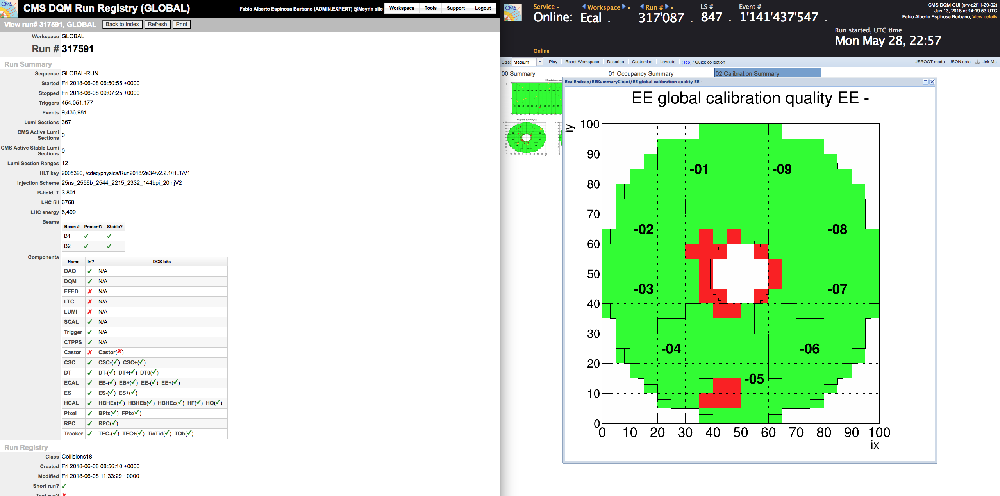 CMS
CMS DQM Run Registry (GLOBAL)
Fabio Alberto Espinosa Burbano (ADMIN,EXPERT) @Meyrin site
Workspace Tools Support Logout
View run# 317591, GLOBAL Back to Index Refresh Print
Workspace GLOBAL
Run # 317591
Run Summary
Sequence GLOBAL-RUN
Started Fri 2018-06-08 06:50:55 +0000
Stopped Fri 2018-06-08 09:07:25 +0000
Triggers 454,051,177
Events 9,436,981
Lumi Sections 367
CMS Active Lumi
Sections 0
CMS Active Stable Lumi
Sections 0
Lumi Section Ranges 12
HLT key 2005390, /cdaq/physics/Run2018/2e34/v2.2.1/HLT/V1
Injection Scheme 25ns_2556b_2544_2215_2332_144bpi_20injV2
B-field, T 3.801
LHC fill 6768
LHC energy 6,499
Beams
Beam # Present? Stable?
B1 ✓ ✓
B2 ✓ ✓
Components
Name In? DCS bits
DAQ ✓ N/A
DQM ✓ N/A
EFED ✗ N/A
LTC ✗ N/A
LUMI ✗ N/A
SCAL ✓ N/A
Trigger ✓ N/A
CTPPS ✓ N/A
Castor ✗ Castor(✗)
CSC ✓ CSC-(✓) CSC+(✓)
DT ✓ DT-(✓) DT+(✓) DT0(✓)
ECAL ✓ EB-(✓) EB+(✓) EE-(✓) EE+(✓)
ES ✓ ES-(✓) ES+(✓)
HCAL ✓ HBHEa(✓) HBHEb(✓) HBHEc(✓) HF(✓) HO(✓)
Pixel ✓ BPix(✓) FPix(✓)
RPC ✓ RPC(✓)
Tracker ✓ TEC-(✓) TEC+(✓) TicTid(✓) TOb(✓)
Run Registry
Class Collisions18
Created Fri 2018-06-08 08:56:10 +0000
Modified Fri 2018-06-08 11:33:29 +0000
Short run? ✓
Test run? ✗
CMS
Service Workspace Run # LS # Event #
Online: Ecal . 317'087 . 847 . 1'141'437'547 .
CMS DQM GUI (srv-c2f11-29-02)
Jun 13, 2018 at 14:19.53 UTC
Fabio Alberto Espinosa Burbano, View details
Run started, UTC time
Mon May 28, 22:57
Online
Size: Medium Play Reset Workspace Describe Customise Layouts (Top) / Quick collection JSROOT mode JSON data Link-Me
00 Summary 01 Occupancy Summary 02 Calibration Summary
EB global summary
EE global summary EE -
EcalEndcap/EESummaryClient/EE global calibration quality EE -
EE global calibration quality EE -
iy
100
90
80
70
60
50
40
30
20
10
0
-01 -09
-02 -08
-03 -07
-04 -06
-05
0 10 20 30 40 50 60 70 80 90 100
ix